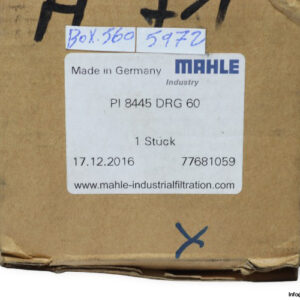 A 71
Box.560 5972
Made in Germany MAHLE
Industry
PI 8445 DRG 60
1 Stuck
17.12.2016 77681059
www.mahle-industrialfiltration.com
X